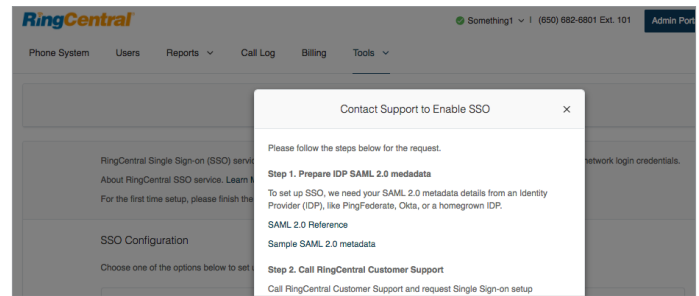 RingCentral
Something1 | (650) 682-6801 Ext. 101 Admin Port
Phone System Users Reports Call Log Billing Tools
Contact Support to Enable SSO ×
Please follow the steps below for the request.
RingCentral Single Sign-on (SSO) servic
etwork login credentials.
Step 1. Prepare IDP SAML 2.0 medadata
About RingCentral SSO service. Learn M
To set up SSO, we need your SAML 2.0 metadata details from an Identity
For the first time setup, please finish the
Provider (IDP), like PingFederate, Okta, or a homegrown IDP.
SAML 2.0 Reference
SSO Configuration
Sample SAML 2.0 metadata
Choose one of the options below to set u
Step 2. Call RingCentral Customer Support
Call RingCentral Customer Support and request Single Sign-on setup